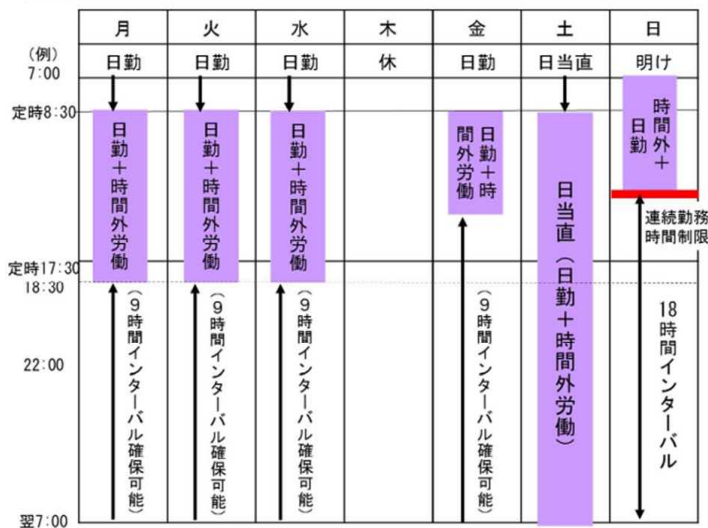 月 火 水 木 金 土 日
(例)
7:00
日勤 日勤 日勤 休 日勤 日当直 明け
定時8:30
日勤＋時間外労働
日勤＋時間外労働
日勤＋時間外労働
日勤＋時
間外労働
日当直（日勤＋時間外労働）
時間外＋
日勤
連続勤務
時間制限
定時17:30
18:30
22:00
翌7:00
（9時間インターバル確保可能）
（9時間インターバル確保可能）
（9時間インターバル確保可能）
（9時間インターバル確保可能）
18時間インターバル